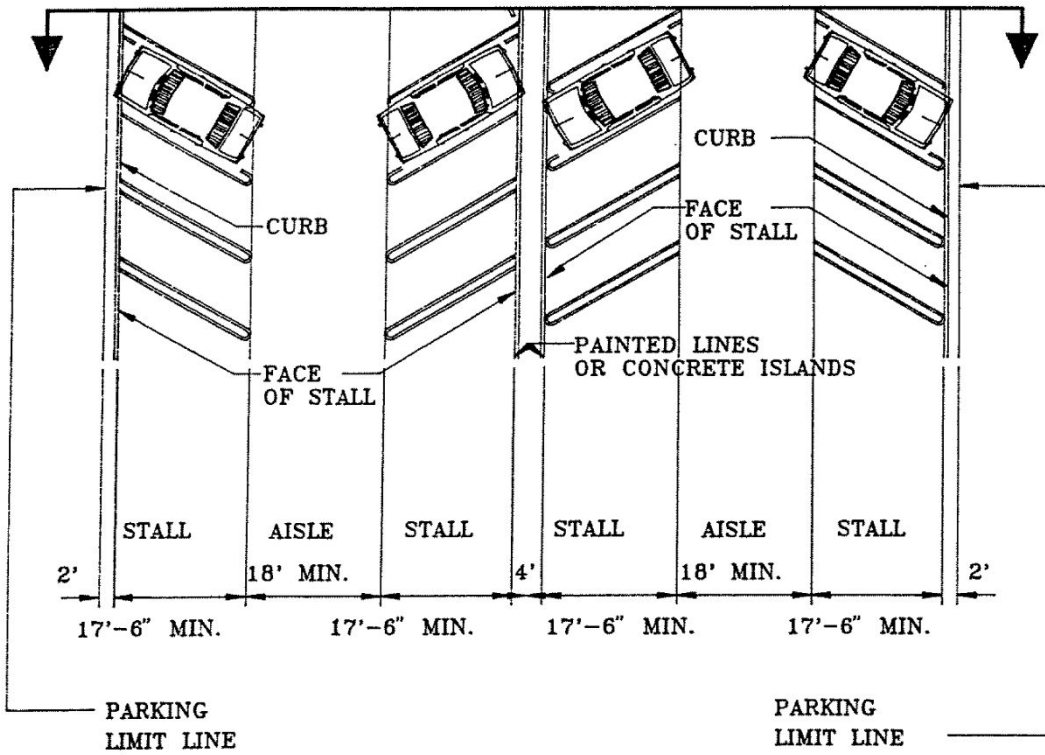 CURB
CURB
FACE
OF STALL
PAINTED LINES
OR CONCRETE ISLANDS
FACE
OF STALL
STALL AISLE STALL STALL AISLE STALL
2' 18' MIN. 4' 18' MIN. 2'
17'-6" MIN. 17'-6" MIN. 17'-6" MIN. 17'-6" MIN.
PARKING
LIMIT LINE
PARKING
LIMIT LINE